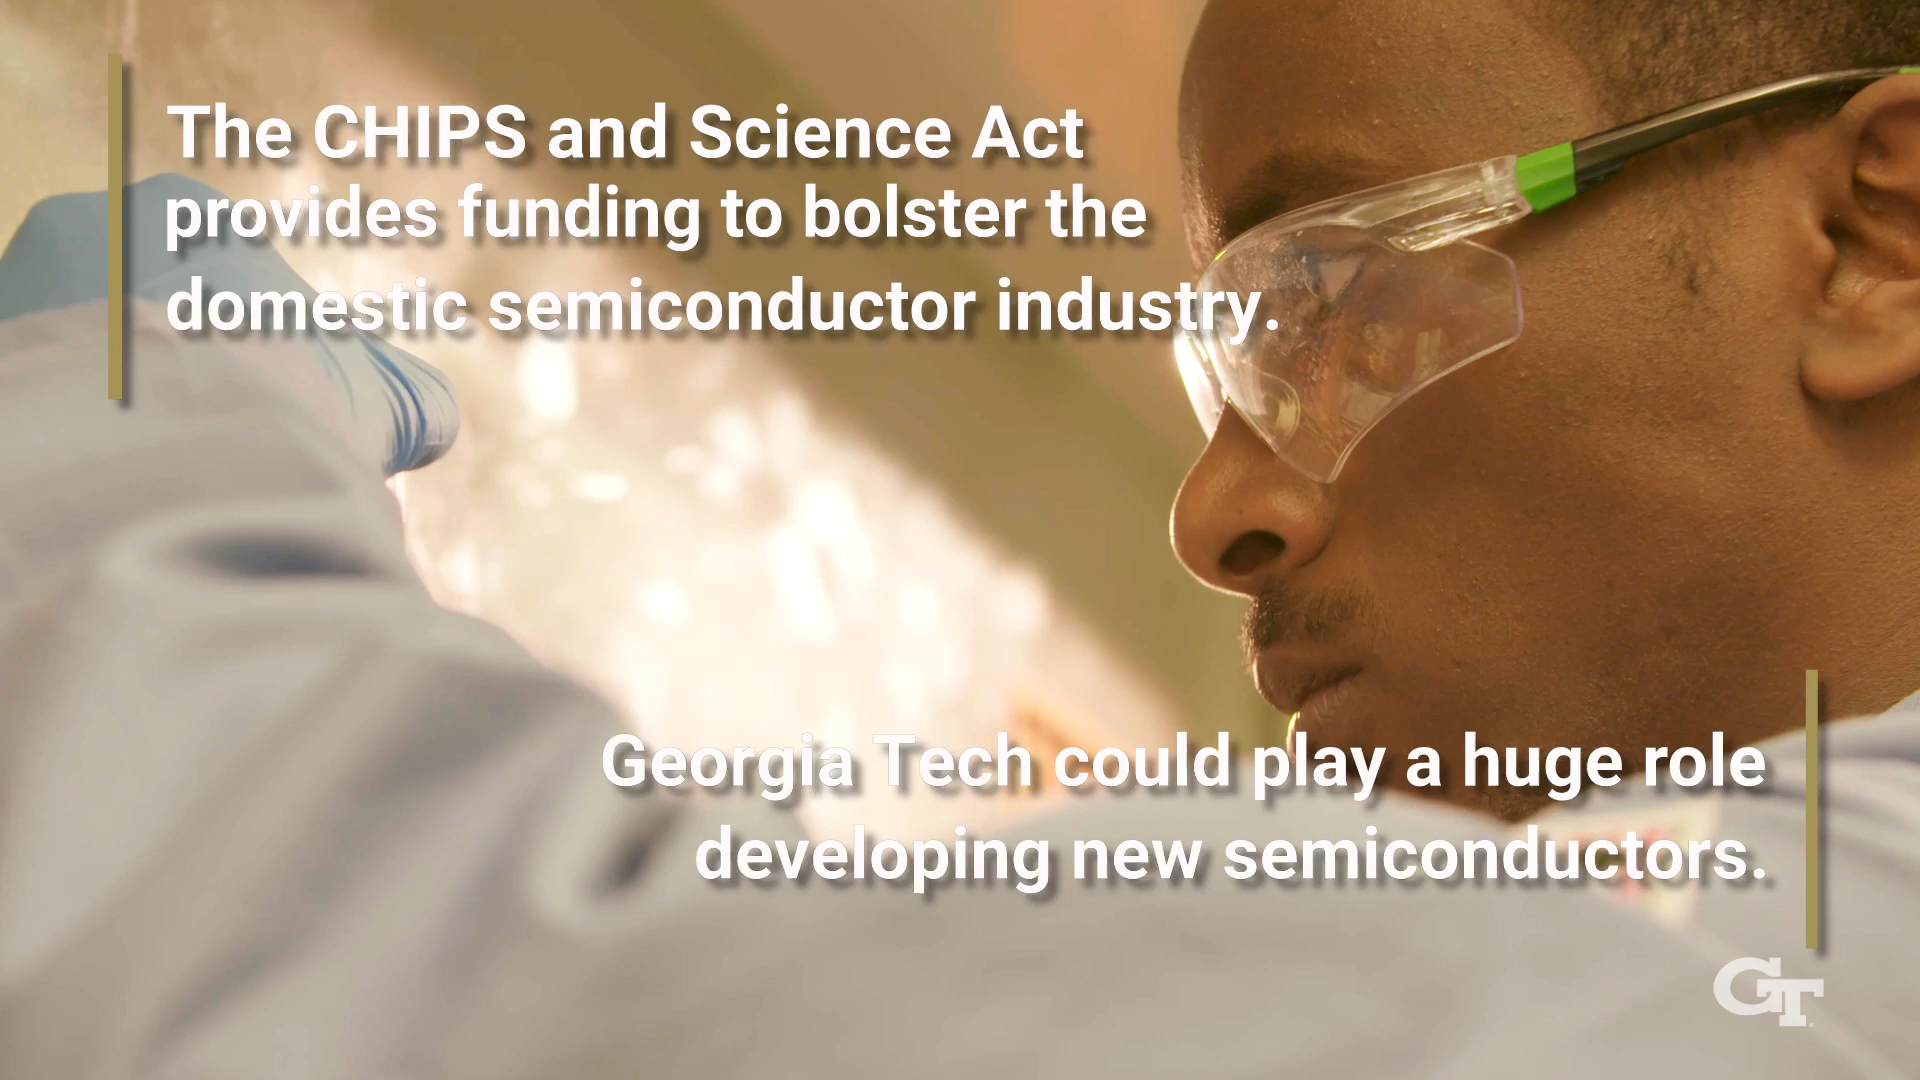 The CHIPS and Science Act
provides funding to bolster the
domestic semiconductor industry.
Georgia Tech could play a huge role
developing new semiconductors.
GT